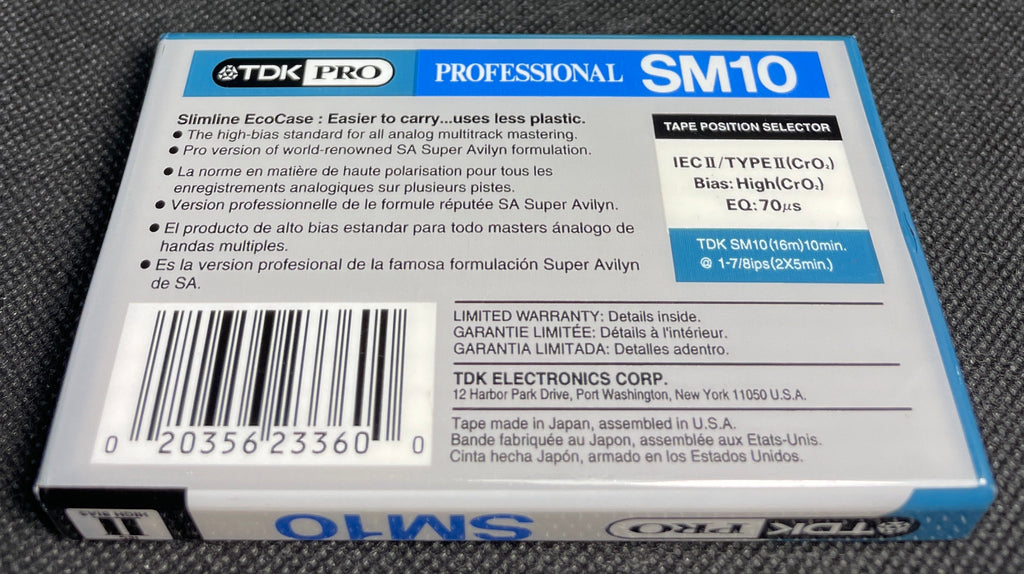 TDK PRO PROFESSIONAL SM10
Slimline EcoCase : Easier to carry...uses less plastic.
● The high-bias standard for all analog multitrack mastering.
● Pro version of world-renowned SA Super Avilyn formulation.
● La norme en matière de haute polarisation pour tous les
enregistrements analogiques sur plusieurs pistes.
● Version professionnelle de le formule réputée SA Super Avilyn.
● El producto de alto bias estandar para todo masters ánalogo de
handas multiples.
● Es la version profesional de la famosa formulación Super Avilyn
de SA.
TAPE POSITION SELECTOR
IEC II/TYPE II (CrO₂)
Bias: High(CrO₂)
EQ: 70μs
TDK SM10 (16m) 10min.
@ 1-7/8ips (2X5min.)
LIMITED WARRANTY: Details inside.
GARANTIE LIMITÉE: Détails à l'intérieur.
GARANTIA LIMITADA: Detalles adentro.
TDK ELECTRONICS CORP.
12 Harbor Park Drive, Port Washington, New York 11050 U.S.A.
Tape made in Japan, assembled in U.S.A.
Bande fabriquée au Japon, assemblée aux Etats-Unis.
Cinta hecha Japón, armado en los Estados Unidos.
0 20356 23360 0
II
HIGH BIAS
SM10
TDK PRO